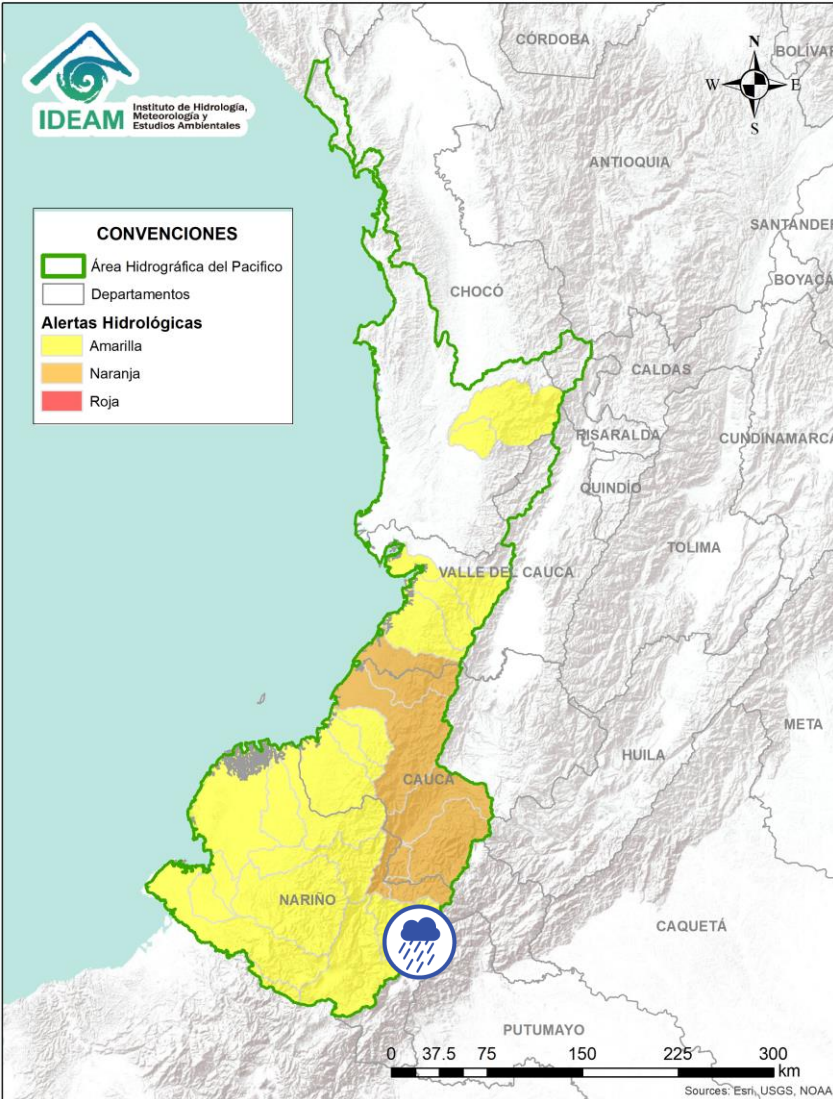 IDEAM
Instituto de Hidrología,
Meteorología y
Estudios Ambientales
CONVENCIONES
Área Hidrográfica del Pacifico
Departamentos
Alertas Hidrológicas
Amarilla
Naranja
Roja
N
W E
S
CÓRDOBA
BOLÍVAR
ANTIOQUIA
SANTANDER
BOYACÁ
CHOCÓ
CALDAS
RISARALDA
CUNDINAMARCA
QUINDÍO
TOLIMA
VALLE DEL CAUCA
META
HUILA
CAUCA
NARIÑO
CAQUETÁ
PUTUMAYO
0 37.5 75 150 225 300
km
Sources: Esri, USGS, NOAA